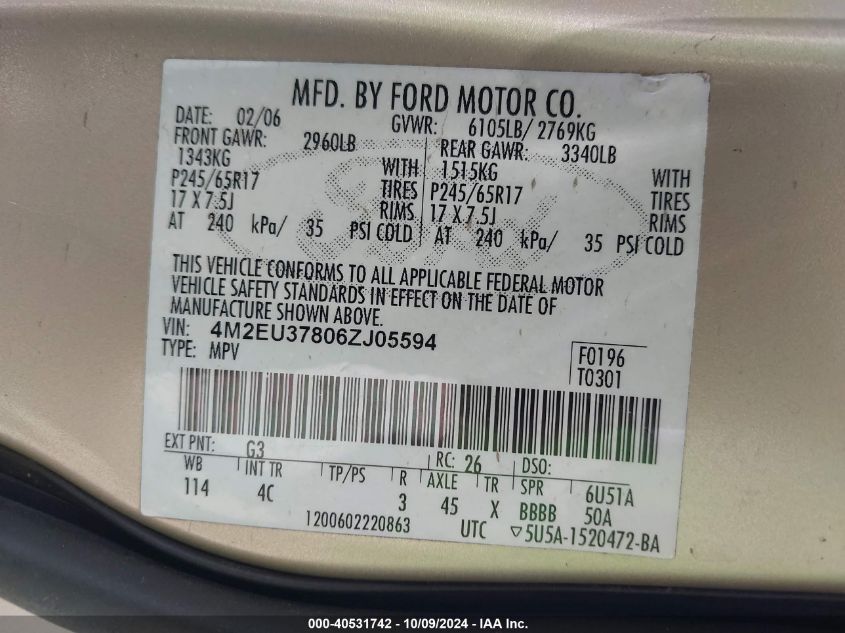 MFD. BY FORD MOTOR CO.
DATE: 02/06 GVWR: 6105LB/ 2769KG
FRONT GAWR: 2960LB REAR GAWR: 3340LB
1343KG WITH 1515KG WITH
P245/65R17 TIRES P245/65R17 TIRES
17 X 7.5J RIMS 17 X 7.5J RIMS
AT 240 kPa/ 35 PSI COLD AT 240 kPa/ 35 PSI COLD
THIS VEHICLE CONFORMS TO ALL APPLICABLE FEDERAL MOTOR
VEHICLE SAFETY STANDARDS IN EFFECT ON THE DATE OF
MANUFACTURE SHOWN ABOVE.
VIN: 4M2EU37806ZJ05594
TYPE: MPV
F0196
T0301
EXT PNT: G3 RC: 26 DSO:
WB INT TR TP/PS R AXLE TR SPR 6U51A
114 4C 3 45 X BBBB 50A
1200602220863 UTC ▽5U5A-1520472-BA
000-40531742 - 10/09/2024 - IAA Inc.